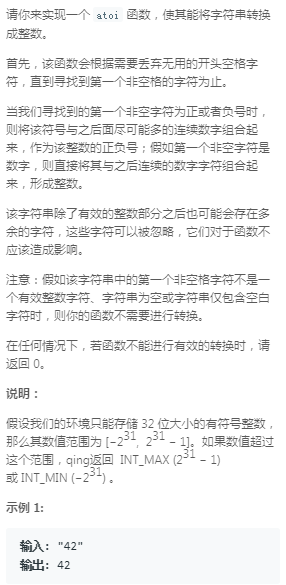 请你来实现一个 atoi 函数，使其能将字符串转换
成整数。
首先，该函数会根据需要丢弃无用的开头空格字
符，直到寻找到第一个非空格的字符为止。
当我们寻找到的第一个非空字符为正或者负号时，
则将该符号与之后面尽可能多的连续数字组合起
来，作为该整数的正负号；假如第一个非空字符是
数字，则直接将其与之后连续的数字字符组合起
来，形成整数。
该字符串除了有效的整数部分之后也可能会存在多
余的字符，这些字符可以被忽略，它们对于函数不
应该造成影响。
注意：假如该字符串中的第一个非空格字符不是一
个有效整数字符、字符串为空或字符串仅包含空白
字符时，则你的函数不需要进行转换。
在任何情况下，若函数不能进行有效的转换时，请
返回 0。
说明：
假设我们的环境只能存储 32 位大小的有符号整数，
那么其数值范围为 [−2^31, 2^31 − 1]。如果数值超过
这个范围，qing返回 INT_MAX (2^31 − 1)
或 INT_MIN (−2^31) 。
示例 1:
输入: "42"
输出: 42